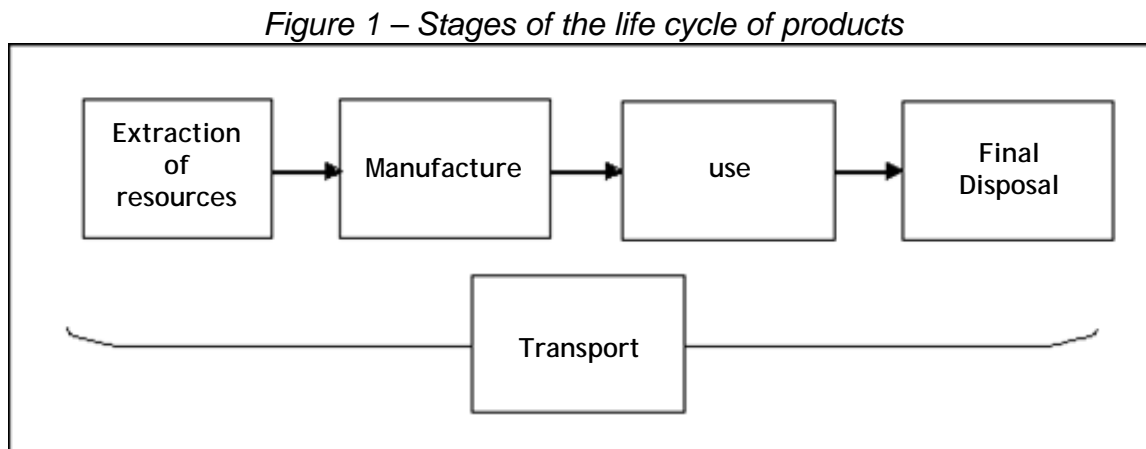 Figure 1 – Stages of the life cycle of products
Extraction
of
resources
Manufacture
use
Final
Disposal
Transport